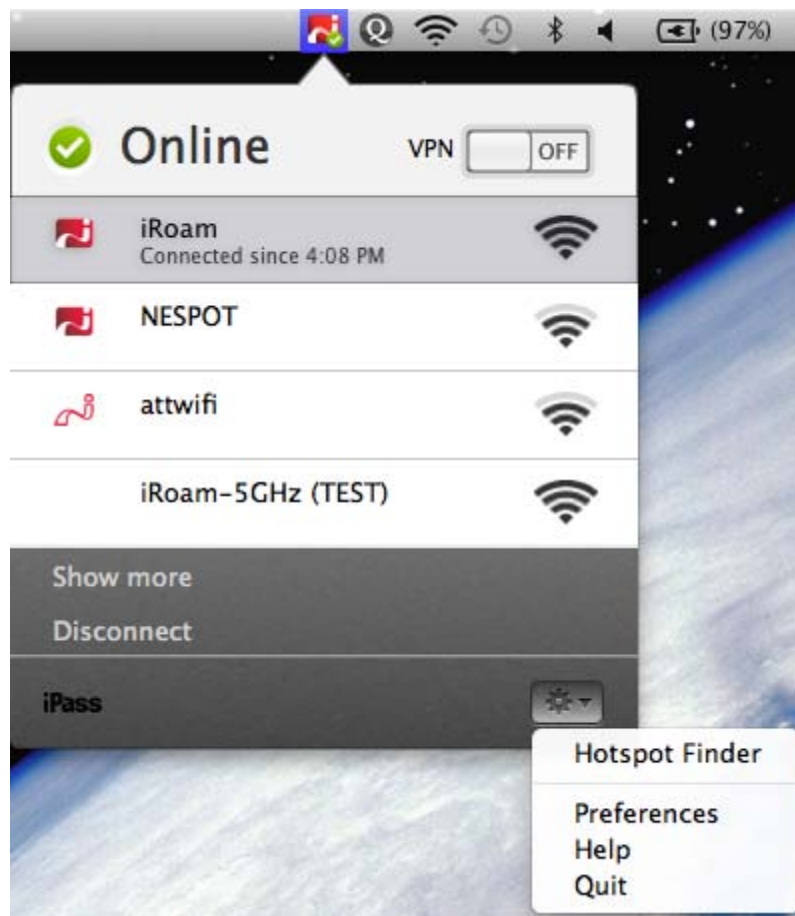 (97%)
Online
VPN OFF
iRoam
Connected since 4:08 PM
NESPOT
attwifi
iRoam-5GHz (TEST)
Show more
Disconnect
iPass
Hotspot Finder
Preferences
Help
Quit